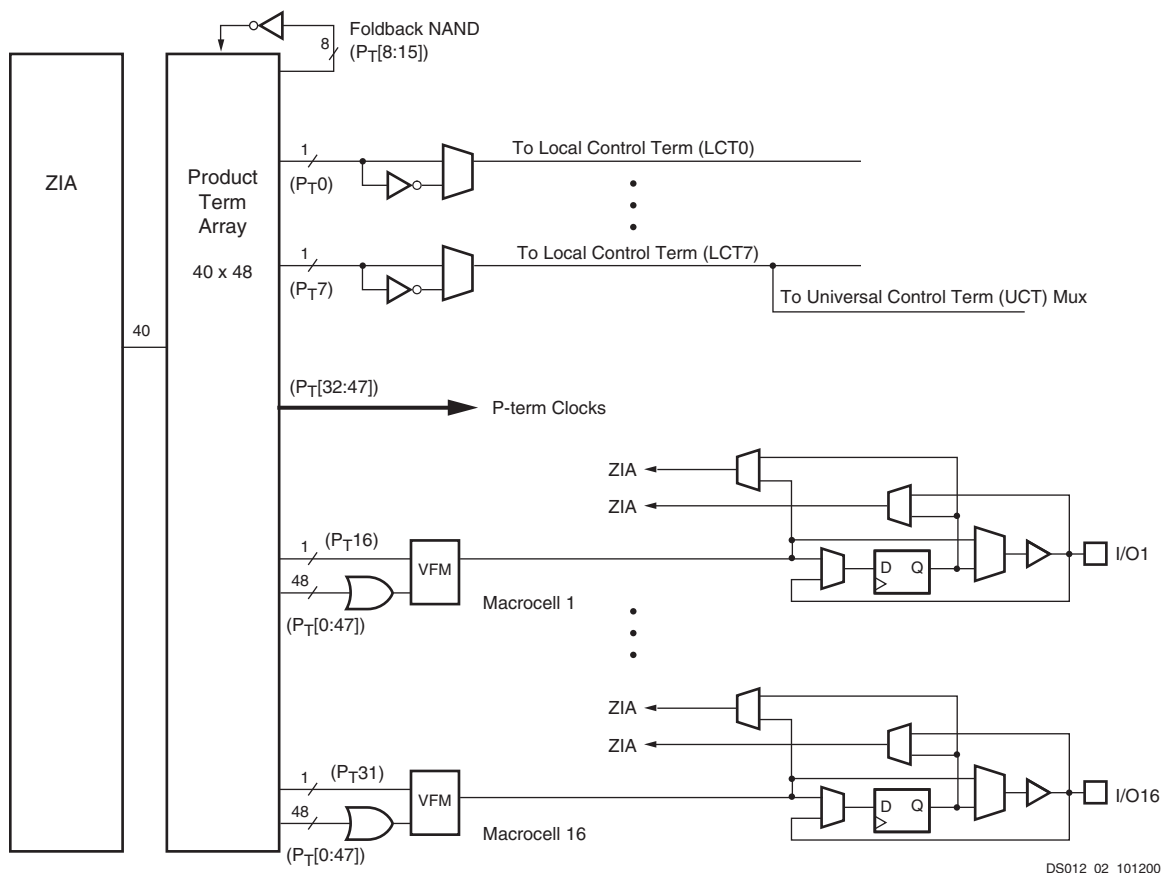 Foldback NAND
8
(PT[8:15])
ZIA
Product
Term
Array
40 x 48
40
1
(PT0)
To Local Control Term (LCT0)
1
(PT7)
To Local Control Term (LCT7)
To Universal Control Term (UCT) Mux
(PT[32:47])
P-term Clocks
ZIA
ZIA
1
(PT16)
48
(PT[0:47])
VFM
Macrocell 1
D Q
I/O1
ZIA
ZIA
1
(PT31)
48
(PT[0:47])
VFM
Macrocell 16
D Q
I/O16
DS012_02_101200